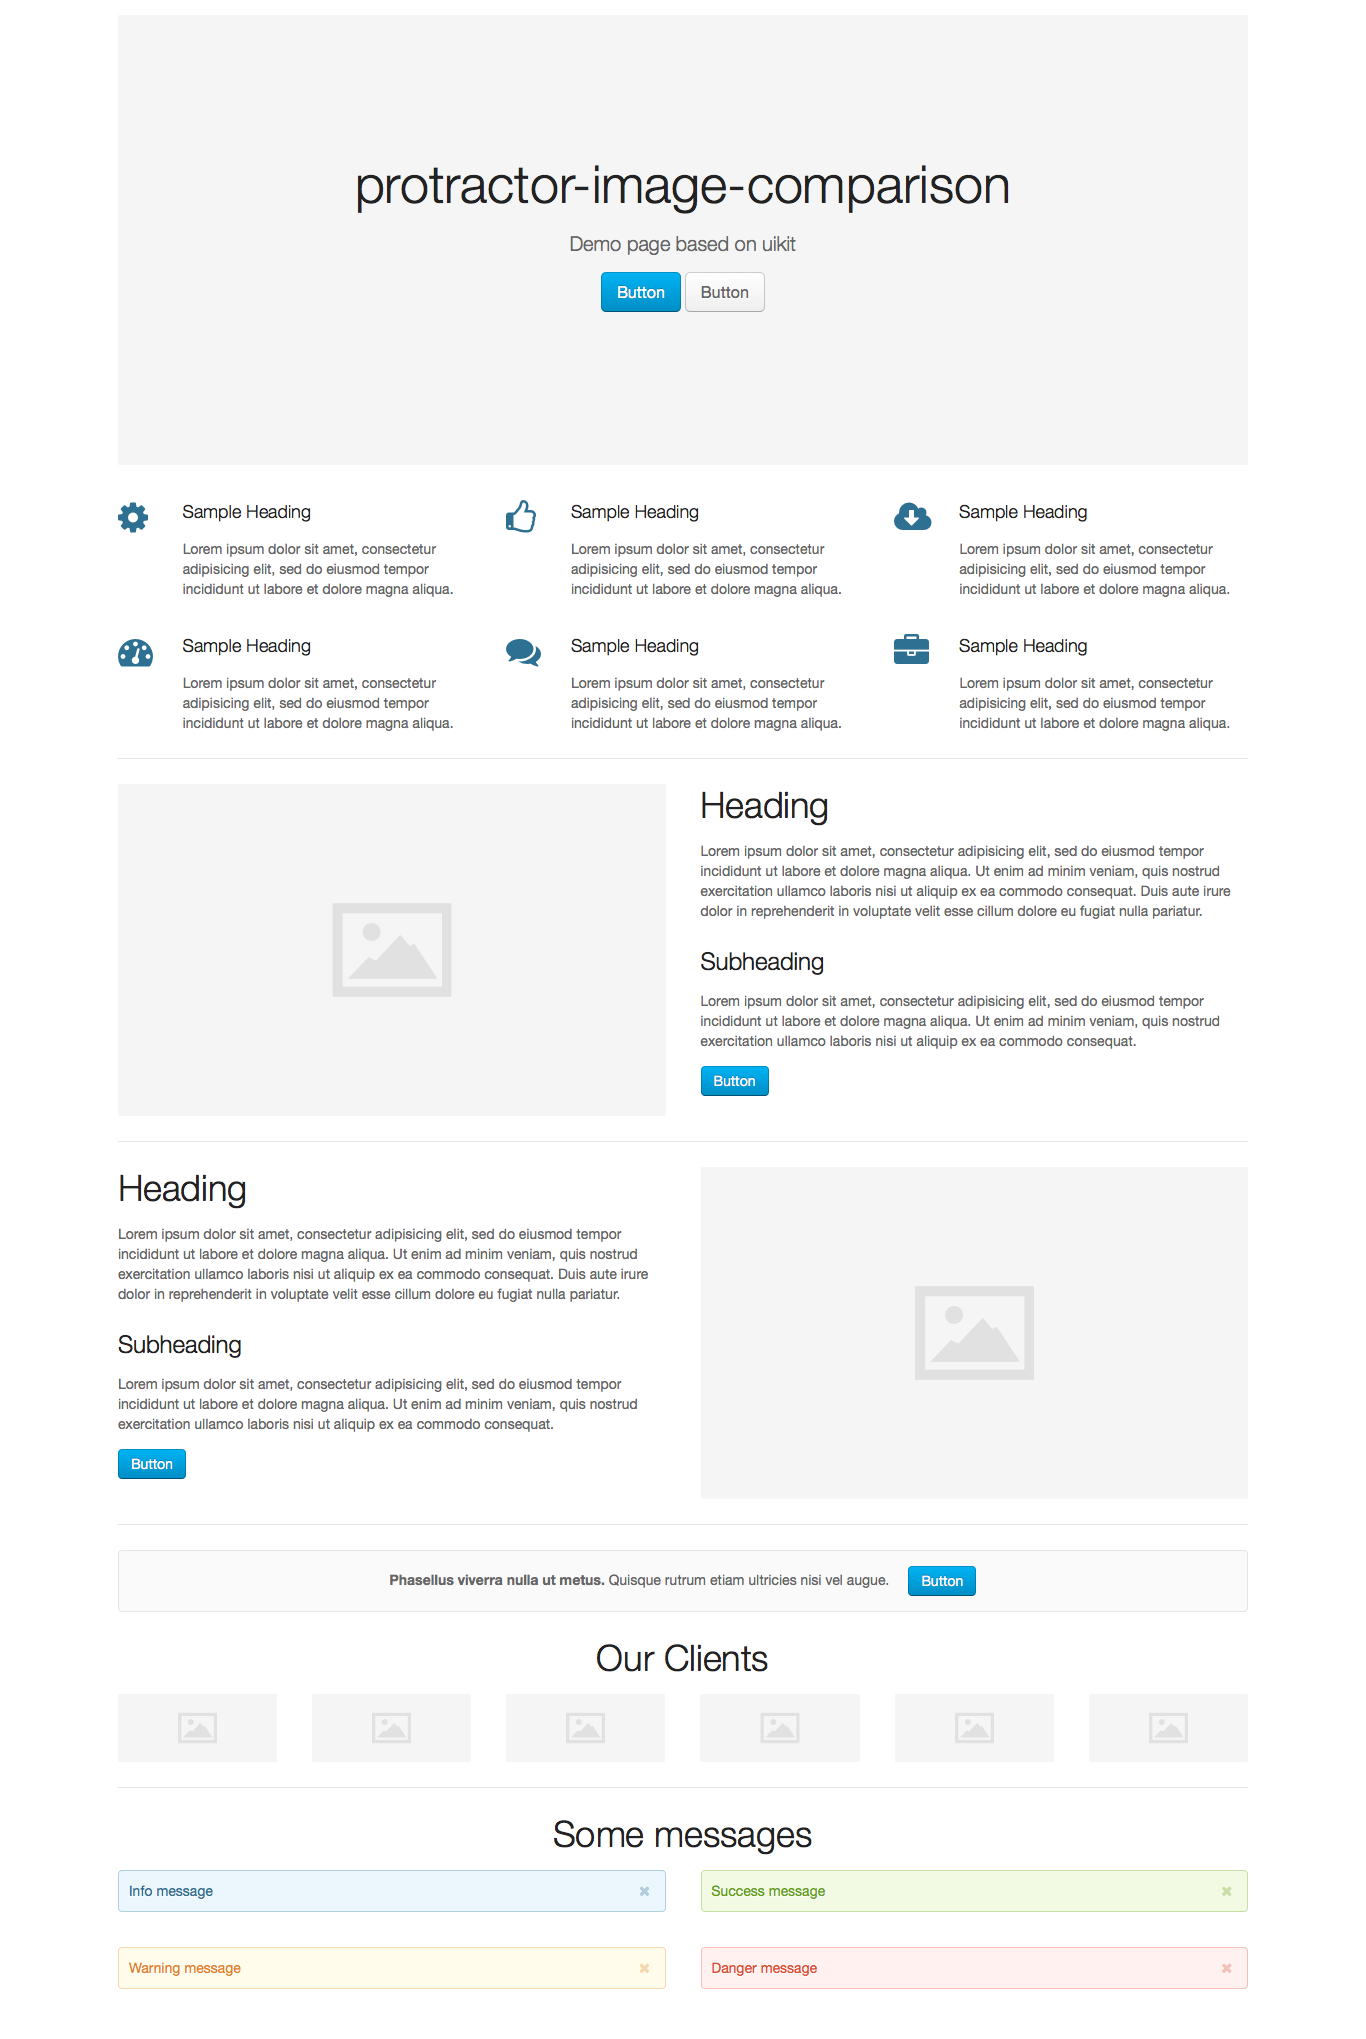 protractor-image-comparison
Demo page based on uikit
Button Button
Sample Heading
Lorem ipsum dolor sit amet, consectetur
adipisicing elit, sed do eiusmod tempor
incididunt ut labore et dolore magna aliqua.
Sample Heading
Lorem ipsum dolor sit amet, consectetur
adipisicing elit, sed do eiusmod tempor
incididunt ut labore et dolore magna aliqua.
Sample Heading
Lorem ipsum dolor sit amet, consectetur
adipisicing elit, sed do eiusmod tempor
incididunt ut labore et dolore magna aliqua.
Sample Heading
Lorem ipsum dolor sit amet, consectetur
adipisicing elit, sed do eiusmod tempor
incididunt ut labore et dolore magna aliqua.
Sample Heading
Lorem ipsum dolor sit amet, consectetur
adipisicing elit, sed do eiusmod tempor
incididunt ut labore et dolore magna aliqua.
Sample Heading
Lorem ipsum dolor sit amet, consectetur
adipisicing elit, sed do eiusmod tempor
incididunt ut labore et dolore magna aliqua.
Heading
Lorem ipsum dolor sit amet, consectetur adipisicing elit, sed do eiusmod tempor
incididunt ut labore et dolore magna aliqua. Ut enim ad minim veniam, quis nostrud
exercitation ullamco laboris nisi ut aliquip ex ea commodo consequat. Duis aute irure
dolor in reprehenderit in voluptate velit esse cillum dolore eu fugiat nulla pariatur.
Subheading
Lorem ipsum dolor sit amet, consectetur adipisicing elit, sed do eiusmod tempor
incididunt ut labore et dolore magna aliqua. Ut enim ad minim veniam, quis nostrud
exercitation ullamco laboris nisi ut aliquip ex ea commodo consequat.
Button
Heading
Lorem ipsum dolor sit amet, consectetur adipisicing elit, sed do eiusmod tempor
incididunt ut labore et dolore magna aliqua. Ut enim ad minim veniam, quis nostrud
exercitation ullamco laboris nisi ut aliquip ex ea commodo consequat. Duis aute irure
dolor in reprehenderit in voluptate velit esse cillum dolore eu fugiat nulla pariatur.
Subheading
Lorem ipsum dolor sit amet, consectetur adipisicing elit, sed do eiusmod tempor
incididunt ut labore et dolore magna aliqua. Ut enim ad minim veniam, quis nostrud
exercitation ullamco laboris nisi ut aliquip ex ea commodo consequat.
Button
Phasellus viverra nulla ut metus. Quisque rutrum etiam ultricies nisi vel augue. Button
Our Clients
Some messages
Info message
Success message
Warning message
Danger message